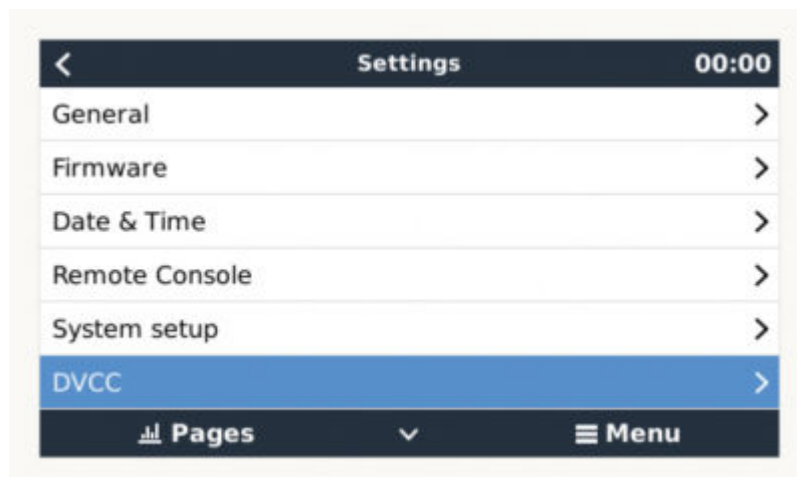 Settings 00:00
General
Firmware
Date & Time
Remote Console
System setup
DVCC
Pages Menu